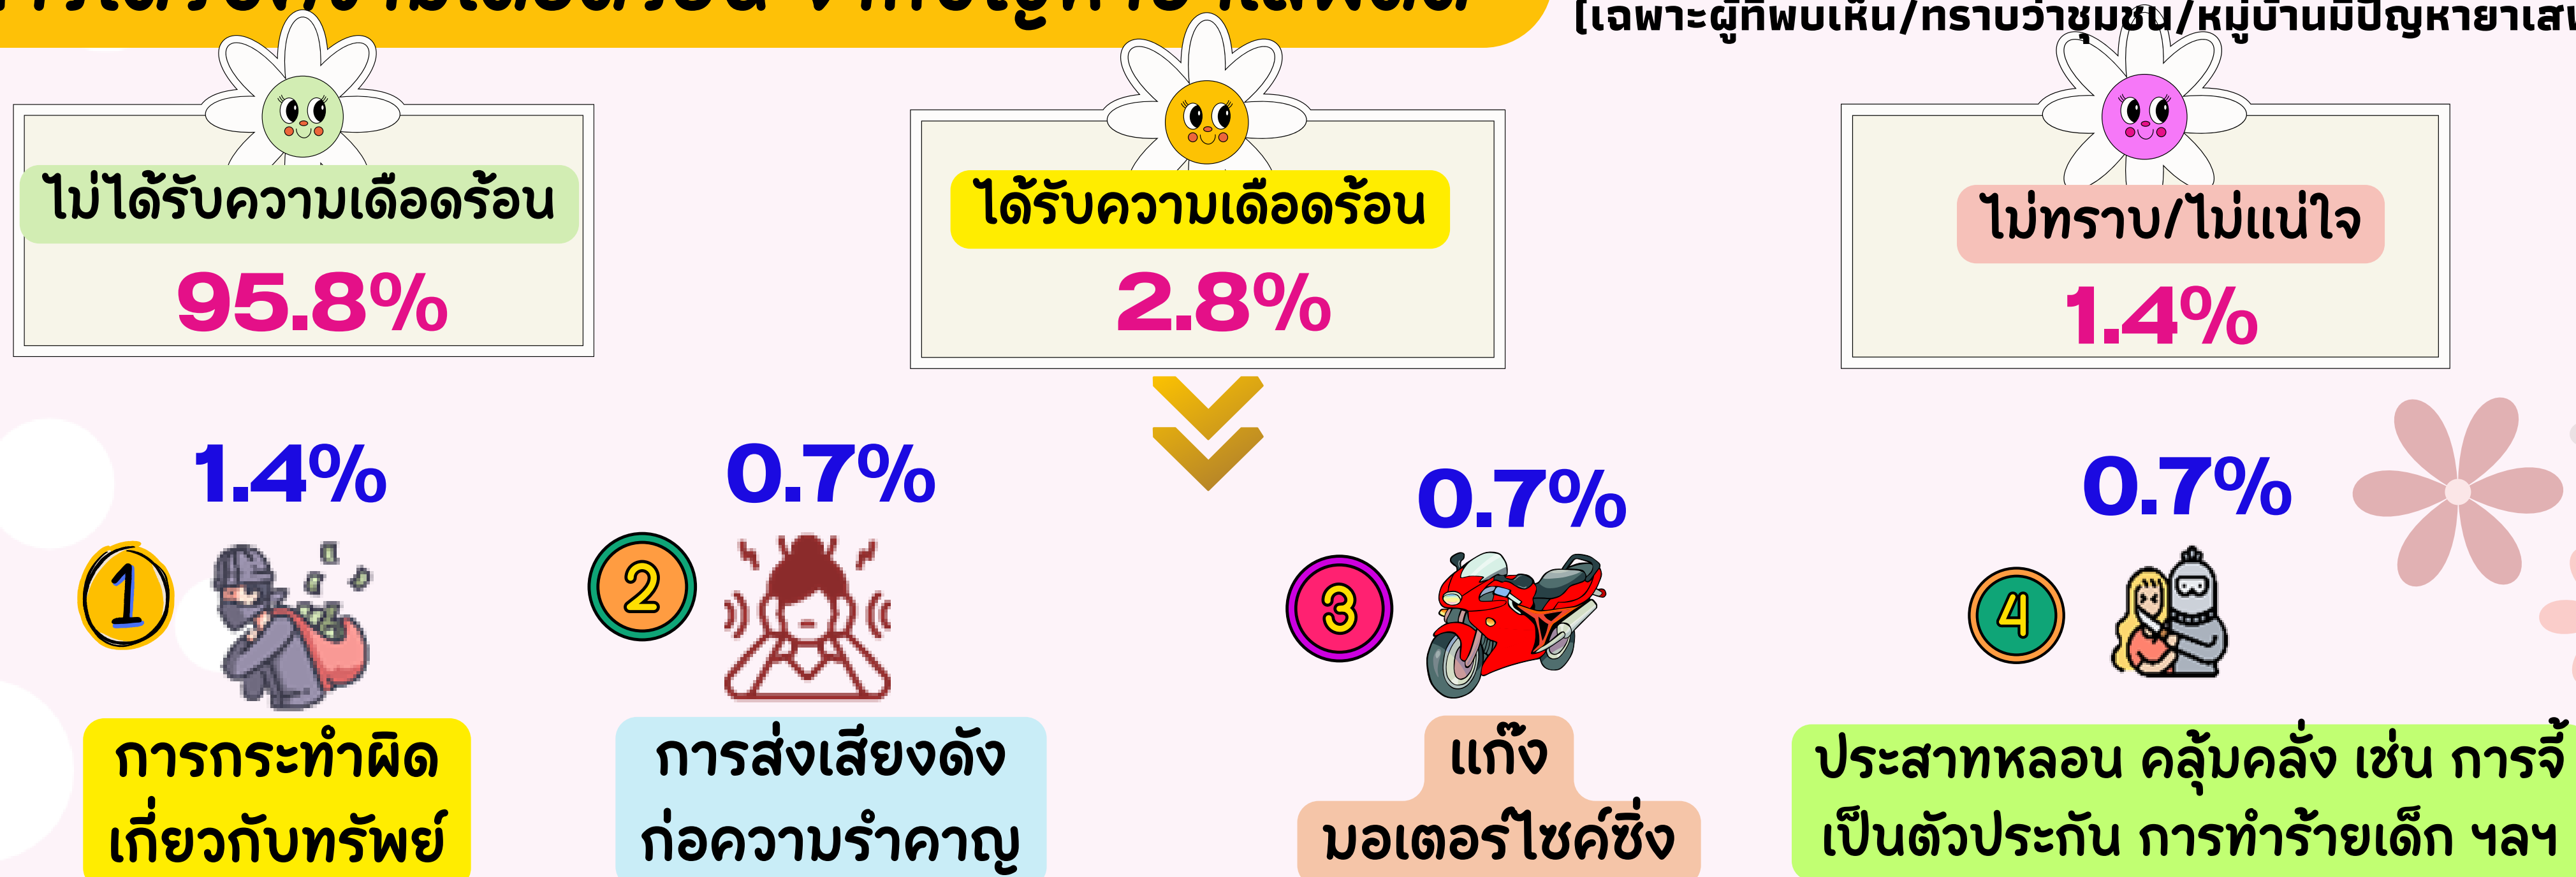 [เฉพาะผู้ที่พบเห็น/ทราบว่าชุมชน/หมู่บ้านมีปัญหายาเสพ
ไม่ได้รับความเดือดร้อน
95.8%
ได้รับความเดือดร้อน
2.8%
ไม่ทราบ/ไม่แน่ใจ
1.4%
1.4%
1
การกระทำผิด
เกี่ยวกับทรัพย์
0.7%
2
การส่งเสียงดัง
ก่อความรำคาญ
0.7%
3
แก๊ง
มอเตอร์ไซค์ซิ่ง
0.7%
4
ประสาทหลอน คลุ้มคลั่ง เช่น การจี้
เป็นตัวประกัน การทำร้ายเด็ก ฯลฯ